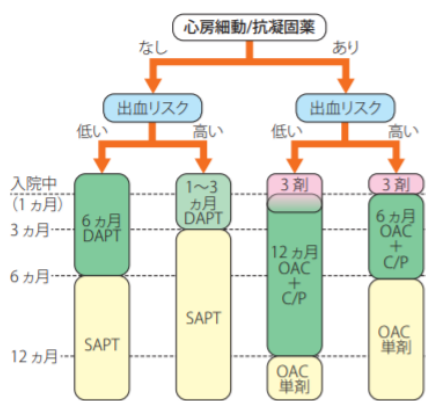 心房細動/抗凝固薬
なし
あり
出血リスク
出血リスク
低い
高い
低い
高い
入院中
(1ヵ月)
3ヵ月
6ヵ月
12ヵ月
6ヵ月
DAPT
SAPT
1～3
ヵ月
DAPT
SAPT
3剤
12ヵ月
OAC
＋
C/P
OAC
単剤
3剤
6ヵ月
OAC
＋
C/P
OAC
単剤